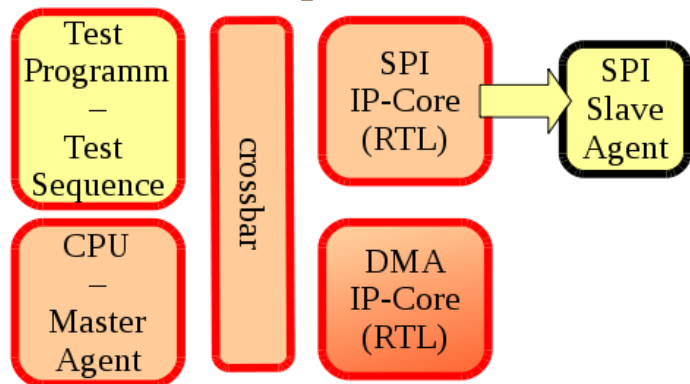 Test
Programm
–
Test
Sequence
CPU
–
Master
Agent
crossbar
SPI
IP-Core
(RTL)
DMA
IP-Core
(RTL)
SPI
Slave
Agent